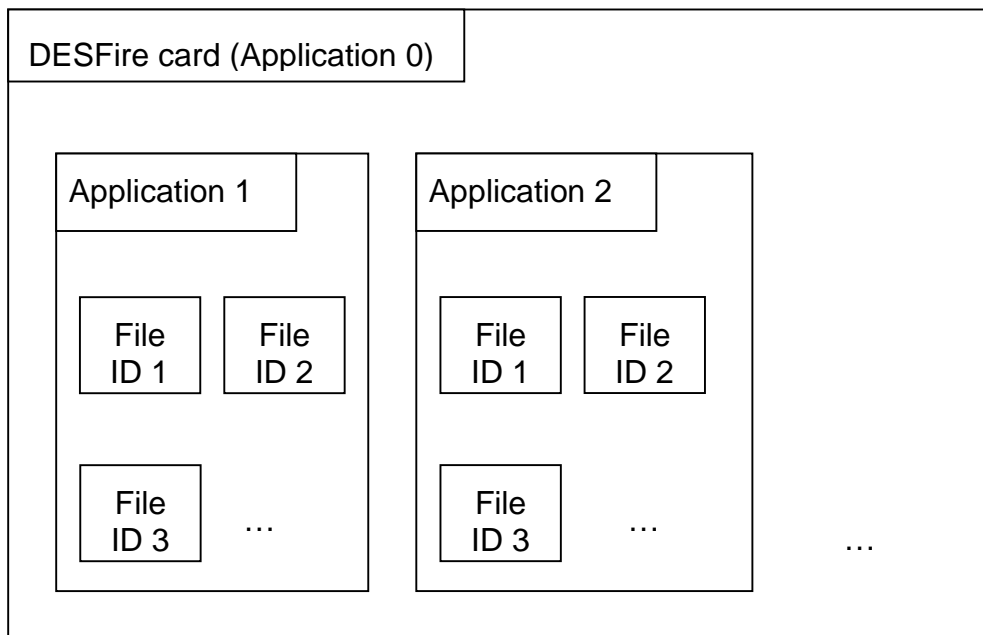 DESFire card (Application 0)
Application 1
Application 2
File
ID 1
File
ID 2
File
ID 1
File
ID 2
File
ID 3
…
File
ID 3
…
…